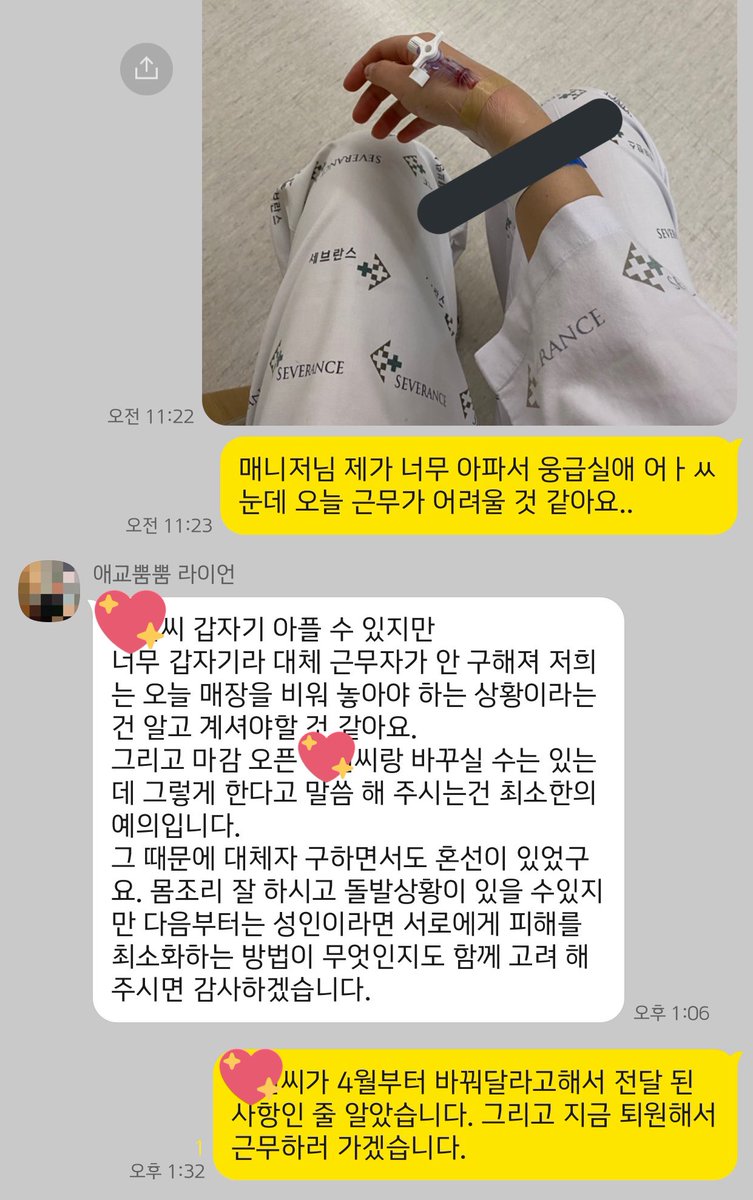 SEVERANCE
세브란스
SEVERANCE
SEVERANCE
오전 11:22
매니저님 제가 너무 아파서 웅급실애 어ㅏㅆ
눈데 오늘 근무가 어려울 것 같아요..
오전 11:23
애교뿜뿜 라이언
씨 갑자기 아플 수 있지만
너무 갑자기라 대체 근무자가 안 구해져 저희
는 오늘 매장을 비워 놓아야 하는 상황이라는
건 알고 계셔야할 것 같아요.
그리고 마감 오픈 씨랑 바꾸실 수는 있는
데 그렇게 한다고 말씀 해 주시는건 최소한의
예의입니다.
그 때문에 대체자 구하면서도 혼선이 있었구
요. 몸조리 잘 하시고 돌발상황이 있을 수있지
만 다음부터는 성인이라면 서로에게 피해를
최소화하는 방법이 무엇인지도 함께 고려 해
주시면 감사하겠습니다.
오후 1:06
씨가 4월부터 바꿔달라고해서 전달 된
사항인 줄 알았습니다. 그리고 지금 퇴원해서
근무하러 가겠습니다.
1
오후 1:32